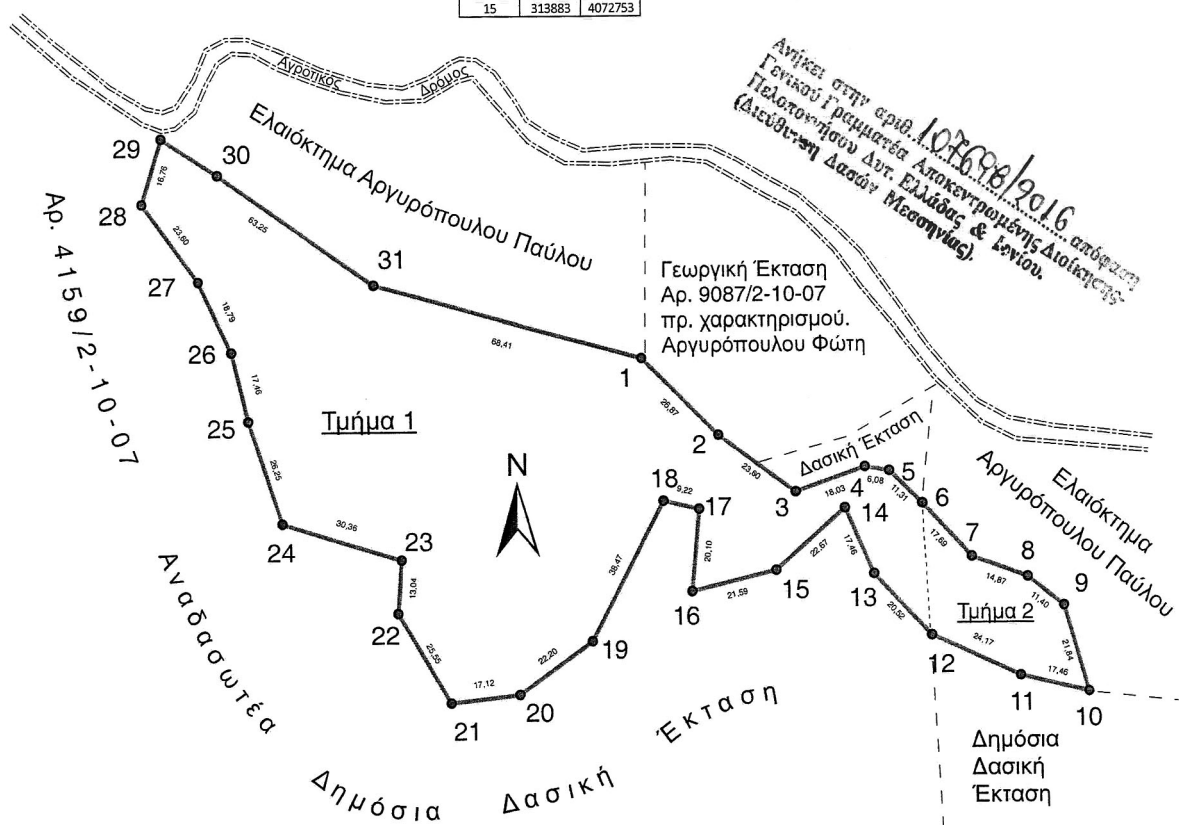 15 313883 4072753
Αγροτικός Δρόμος
Ανήκει στην αριθ. 107698/2016 απόφαση
Γενικού Γραμματέα Αποκεντρωμένης Διοίκησης
Πελοποννήσου Δυτ. Ελλάδας & Ιονίου.
(Διεύθυνση Δασών Μεσσηνίας).
Ελαιόκτημα Αργυρόπουλου Παύλου
29
30
16,76
28
63,25
Αρ. 4159/2-10-07
23,60
31
27
Γεωργική Έκταση
Αρ. 9087/2-10-07
πρ. χαρακτηρισμού.
Αργυρόπουλου Φώτη
18,79
68,41
26
1
17,46
26,87
25
Τμήμα 1
2
Δασική Έκταση
26,25
23,60
N
18
9,22
17
3
18,03
4
6,08
5
11,31
6
Ελαιόκτημα
Αργυρόπουλου Παύλου
14
24
30,36
23
38,47
20,10
22,67
17,46
17,69
7
14,87
8
11,40
9
13,04
16
21,59
15
13
20,52
Τμήμα 2
21,84
22
19
12
24,17
11
17,46
10
25,55
22,20
17,12
21
20
Αναδασωτέα
Δημόσια Δασική Έκταση
Δημόσια
Δασική
Έκταση